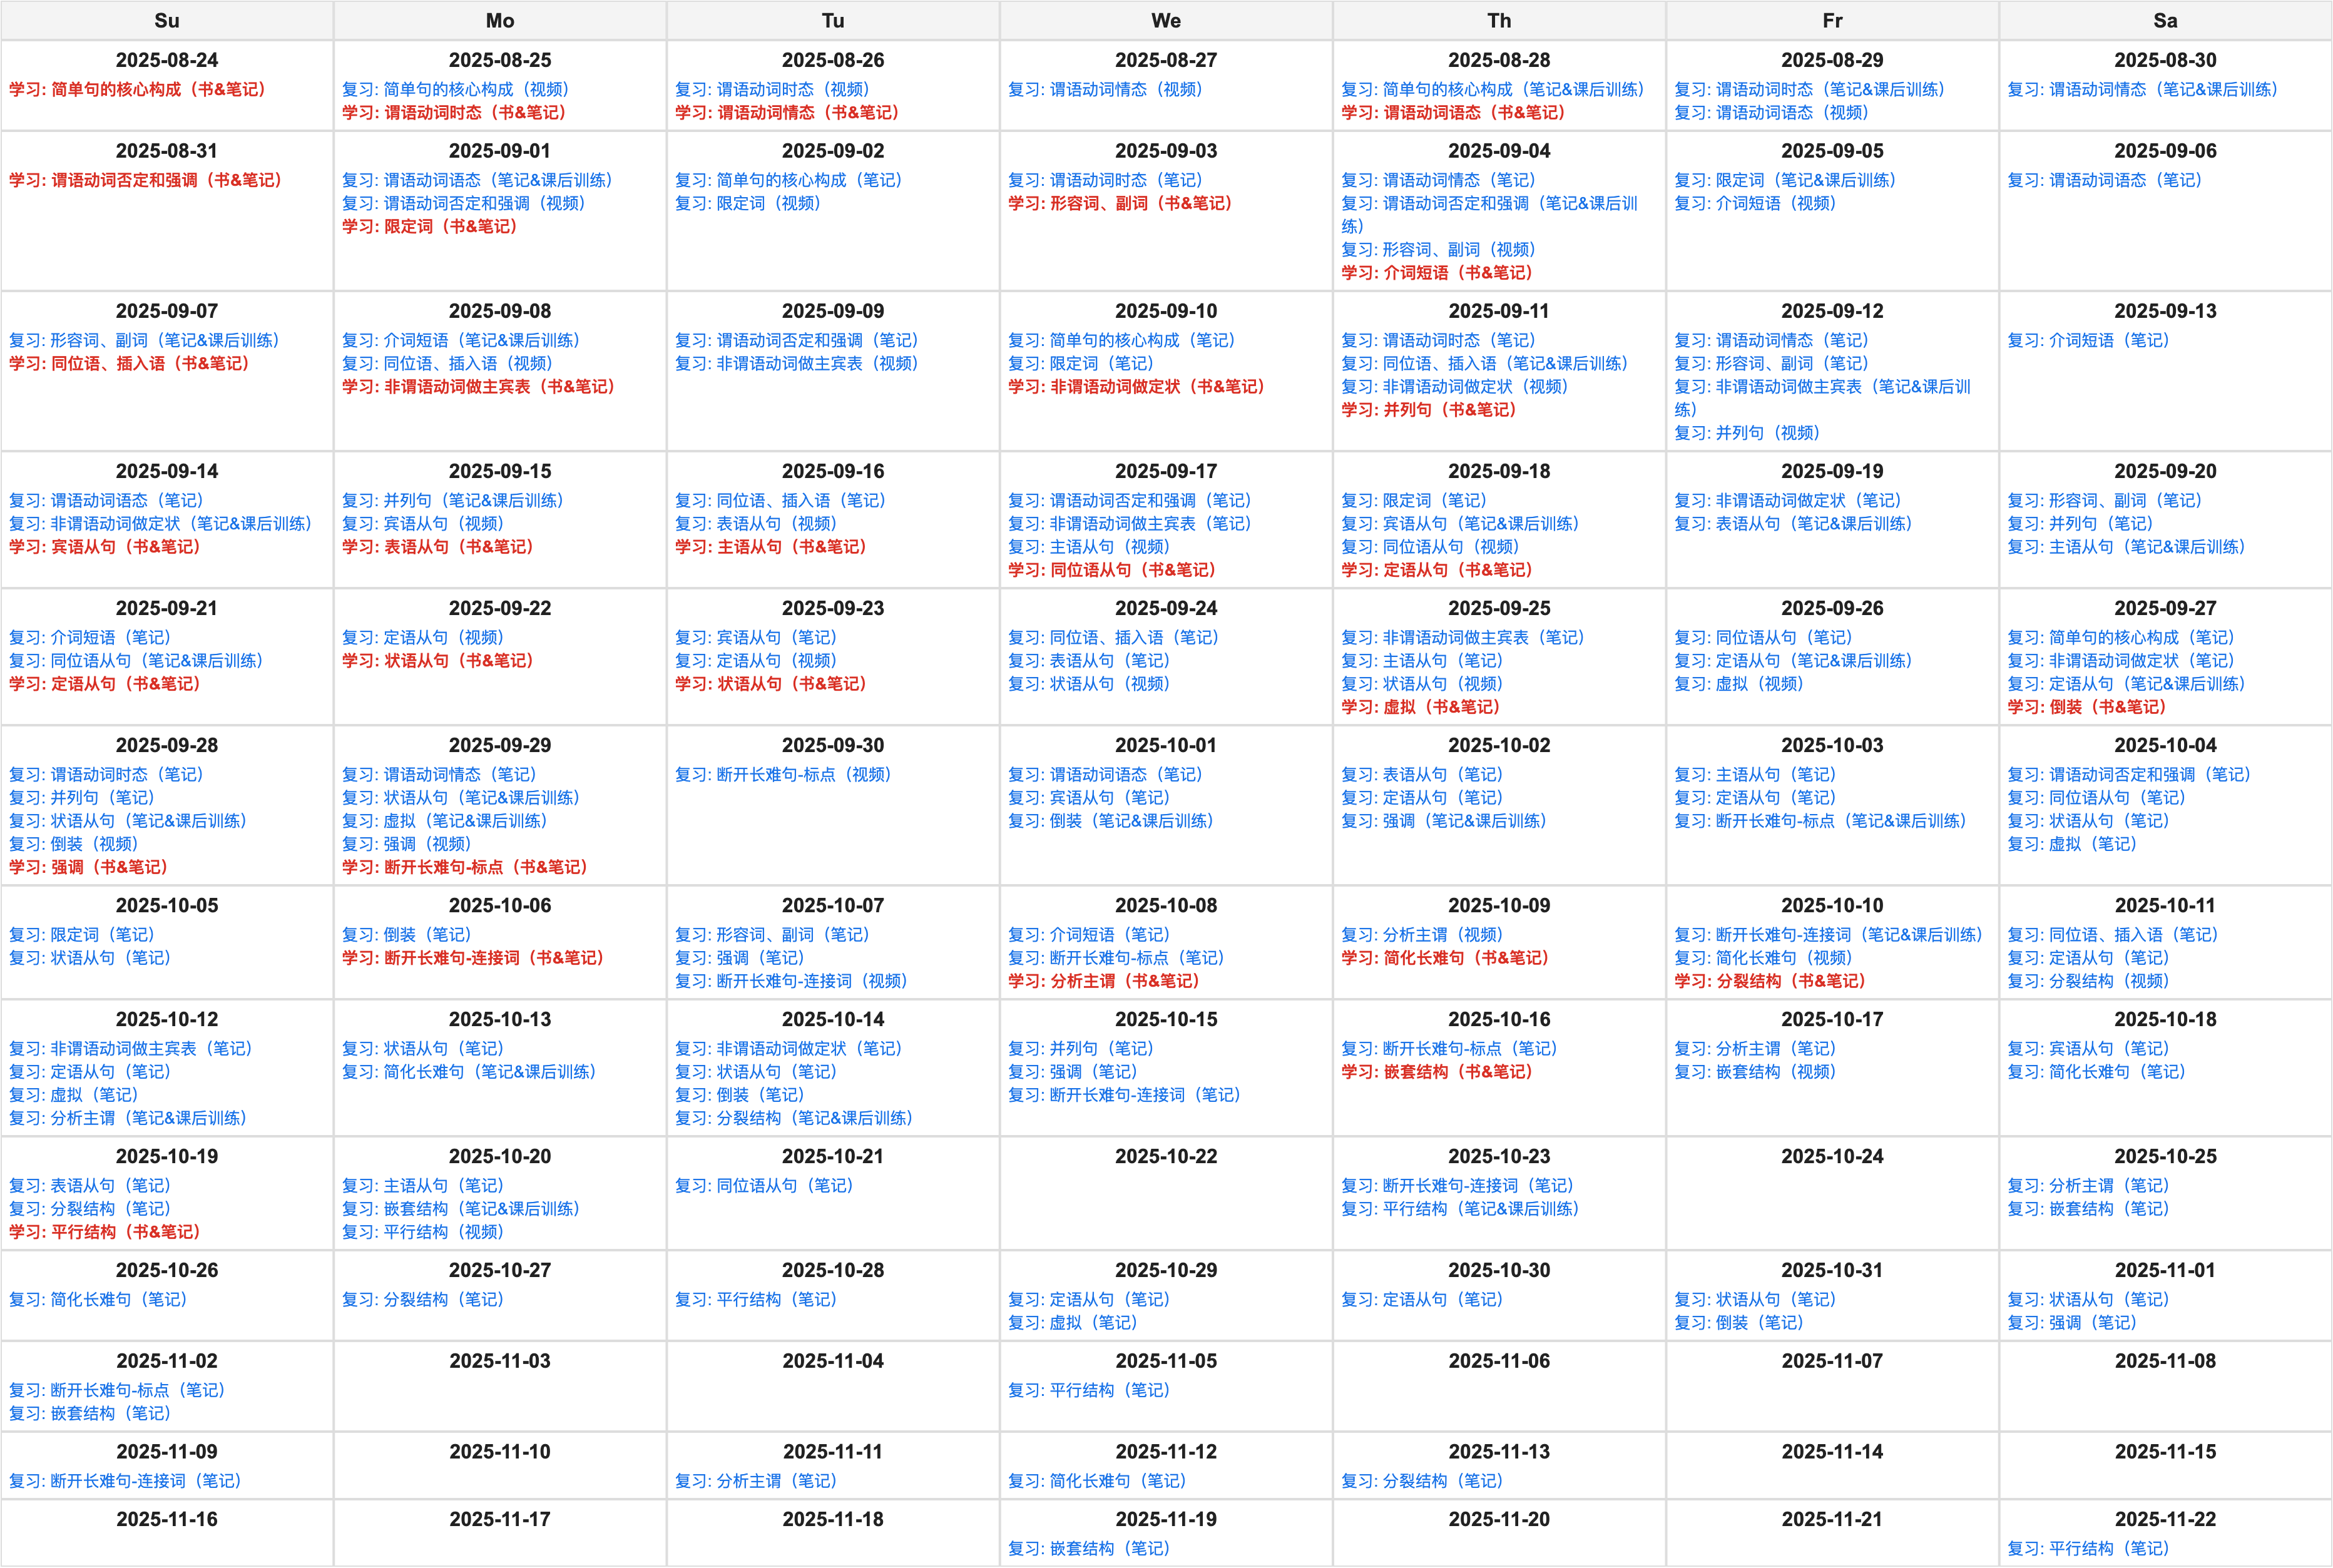 Su Mo Tu We Th Fr Sa
2025-08-24
学习: 简单句的核心构成（书&笔记）
2025-08-25
复习: 简单句的核心构成（视频）
学习: 谓语动词时态（书&笔记）
2025-08-26
复习: 谓语动词时态（视频）
学习: 谓语动词情态（书&笔记）
2025-08-27
复习: 谓语动词情态（视频）
2025-08-28
复习: 简单句的核心构成（笔记&课后训练）
学习: 谓语动词语态（书&笔记）
2025-08-29
复习: 谓语动词时态（笔记&课后训练）
复习: 谓语动词语态（视频）
2025-08-30
复习: 谓语动词情态（笔记&课后训练）
2025-08-31
学习: 谓语动词否定和强调（书&笔记）
2025-09-01
复习: 谓语动词语态（笔记&课后训练）
复习: 谓语动词否定和强调（视频）
学习: 限定词（书&笔记）
2025-09-02
复习: 简单句的核心构成（笔记）
复习: 限定词（视频）
2025-09-03
复习: 谓语动词时态（笔记）
学习: 形容词、副词（书&笔记）
2025-09-04
复习: 谓语动词情态（笔记）
复习: 谓语动词否定和强调（笔记&课后训
练）
复习: 形容词、副词（视频）
学习: 介词短语（书&笔记）
2025-09-05
复习: 限定词（笔记&课后训练）
复习: 介词短语（视频）
2025-09-06
复习: 谓语动词语态（笔记）
2025-09-07
复习: 形容词、副词（笔记&课后训练）
学习: 同位语、插入语（书&笔记）
2025-09-08
复习: 介词短语（笔记&课后训练）
复习: 同位语、插入语（视频）
学习: 非谓语动词做主宾表（书&笔记）
2025-09-09
复习: 谓语动词否定和强调（笔记）
复习: 非谓语动词做主宾表（视频）
2025-09-10
复习: 简单句的核心构成（笔记）
复习: 限定词（笔记）
学习: 非谓语动词做定状（书&笔记）
2025-09-11
复习: 谓语动词时态（笔记）
复习: 同位语、插入语（笔记&课后训练）
复习: 非谓语动词做定状（视频）
学习: 并列句（书&笔记）
2025-09-12
复习: 谓语动词情态（笔记）
复习: 形容词、副词（笔记）
复习: 非谓语动词做主宾表（笔记&课后训
练）
复习: 并列句（视频）
2025-09-13
复习: 介词短语（笔记）
2025-09-14
复习: 谓语动词语态（笔记）
复习: 非谓语动词做定状（笔记&课后训练）
学习: 宾语从句（书&笔记）
2025-09-15
复习: 并列句（笔记&课后训练）
复习: 宾语从句（视频）
学习: 表语从句（书&笔记）
2025-09-16
复习: 同位语、插入语（笔记）
复习: 表语从句（视频）
学习: 主语从句（书&笔记）
2025-09-17
复习: 谓语动词否定和强调（笔记）
复习: 非谓语动词做主宾表（笔记）
复习: 主语从句（视频）
学习: 同位语从句（书&笔记）
2025-09-18
复习: 限定词（笔记）
复习: 宾语从句（笔记&课后训练）
复习: 同位语从句（视频）
学习: 定语从句（书&笔记）
2025-09-19
复习: 非谓语动词做定状（笔记）
复习: 表语从句（笔记&课后训练）
2025-09-20
复习: 形容词、副词（笔记）
复习: 并列句（笔记）
复习: 主语从句（笔记&课后训练）
2025-09-21
复习: 介词短语（笔记）
复习: 同位语从句（笔记&课后训练）
学习: 定语从句（书&笔记）
2025-09-22
复习: 定语从句（视频）
学习: 状语从句（书&笔记）
2025-09-23
复习: 宾语从句（笔记）
复习: 定语从句（视频）
学习: 状语从句（书&笔记）
2025-09-24
复习: 同位语、插入语（笔记）
复习: 表语从句（笔记）
复习: 状语从句（视频）
2025-09-25
复习: 非谓语动词做主宾表（笔记）
复习: 主语从句（笔记）
复习: 状语从句（视频）
学习: 虚拟（书&笔记）
2025-09-26
复习: 同位语从句（笔记）
复习: 定语从句（笔记&课后训练）
复习: 虚拟（视频）
2025-09-27
复习: 简单句的核心构成（笔记）
复习: 非谓语动词做定状（笔记）
复习: 定语从句（笔记&课后训练）
学习: 倒装（书&笔记）
2025-09-28
复习: 谓语动词时态（笔记）
复习: 并列句（笔记）
复习: 状语从句（笔记&课后训练）
复习: 倒装（视频）
学习: 强调（书&笔记）
2025-09-29
复习: 谓语动词情态（笔记）
复习: 状语从句（笔记&课后训练）
复习: 虚拟（笔记&课后训练）
复习: 强调（视频）
学习: 断开长难句-标点（书&笔记）
2025-09-30
复习: 断开长难句-标点（视频）
2025-10-01
复习: 谓语动词语态（笔记）
复习: 宾语从句（笔记）
复习: 倒装（笔记&课后训练）
2025-10-02
复习: 表语从句（笔记）
复习: 定语从句（笔记）
复习: 强调（笔记&课后训练）
2025-10-03
复习: 主语从句（笔记）
复习: 定语从句（笔记）
复习: 断开长难句-标点（笔记&课后训练）
2025-10-04
复习: 谓语动词否定和强调（笔记）
复习: 同位语从句（笔记）
复习: 状语从句（笔记）
复习: 虚拟（笔记）
2025-10-05
复习: 限定词（笔记）
复习: 状语从句（笔记）
2025-10-06
复习: 倒装（笔记）
学习: 断开长难句-连接词（书&笔记）
2025-10-07
复习: 形容词、副词（笔记）
复习: 强调（笔记）
复习: 断开长难句-连接词（视频）
2025-10-08
复习: 介词短语（笔记）
复习: 断开长难句-标点（笔记）
学习: 分析主谓（书&笔记）
2025-10-09
复习: 分析主谓（视频）
学习: 简化长难句（书&笔记）
2025-10-10
复习: 断开长难句-连接词（笔记&课后训练）
复习: 简化长难句（视频）
学习: 分裂结构（书&笔记）
2025-10-11
复习: 同位语、插入语（笔记）
复习: 定语从句（笔记）
复习: 分裂结构（视频）
2025-10-12
复习: 非谓语动词做主宾表（笔记）
复习: 定语从句（笔记）
复习: 虚拟（笔记）
复习: 分析主谓（笔记&课后训练）
2025-10-13
复习: 状语从句（笔记）
复习: 简化长难句（笔记&课后训练）
2025-10-14
复习: 非谓语动词做定状（笔记）
复习: 状语从句（笔记）
复习: 倒装（笔记）
复习: 分裂结构（笔记&课后训练）
2025-10-15
复习: 并列句（笔记）
复习: 强调（笔记）
复习: 断开长难句-连接词（笔记）
2025-10-16
复习: 断开长难句-标点（笔记）
学习: 嵌套结构（书&笔记）
2025-10-17
复习: 分析主谓（笔记）
复习: 嵌套结构（视频）
2025-10-18
复习: 宾语从句（笔记）
复习: 简化长难句（笔记）
2025-10-19
复习: 表语从句（笔记）
复习: 分裂结构（笔记）
学习: 平行结构（书&笔记）
2025-10-20
复习: 主语从句（笔记）
复习: 嵌套结构（笔记&课后训练）
复习: 平行结构（视频）
2025-10-21
复习: 同位语从句（笔记）
2025-10-22
2025-10-23
复习: 断开长难句-连接词（笔记）
复习: 平行结构（笔记&课后训练）
2025-10-24
2025-10-25
复习: 分析主谓（笔记）
复习: 嵌套结构（笔记）
2025-10-26
复习: 简化长难句（笔记）
2025-10-27
复习: 分裂结构（笔记）
2025-10-28
复习: 平行结构（笔记）
2025-10-29
复习: 定语从句（笔记）
复习: 虚拟（笔记）
2025-10-30
复习: 定语从句（笔记）
2025-10-31
复习: 状语从句（笔记）
复习: 倒装（笔记）
2025-11-01
复习: 状语从句（笔记）
复习: 强调（笔记）
2025-11-02
复习: 断开长难句-标点（笔记）
复习: 嵌套结构（笔记）
2025-11-03
2025-11-04
2025-11-05
复习: 平行结构（笔记）
2025-11-06
2025-11-07
2025-11-08
2025-11-09
复习: 断开长难句-连接词（笔记）
2025-11-10
2025-11-11
复习: 分析主谓（笔记）
2025-11-12
复习: 简化长难句（笔记）
2025-11-13
复习: 分裂结构（笔记）
2025-11-14
2025-11-15
2025-11-16
2025-11-17
2025-11-18
2025-11-19
复习: 嵌套结构（笔记）
2025-11-20
2025-11-21
2025-11-22
复习: 平行结构（笔记）